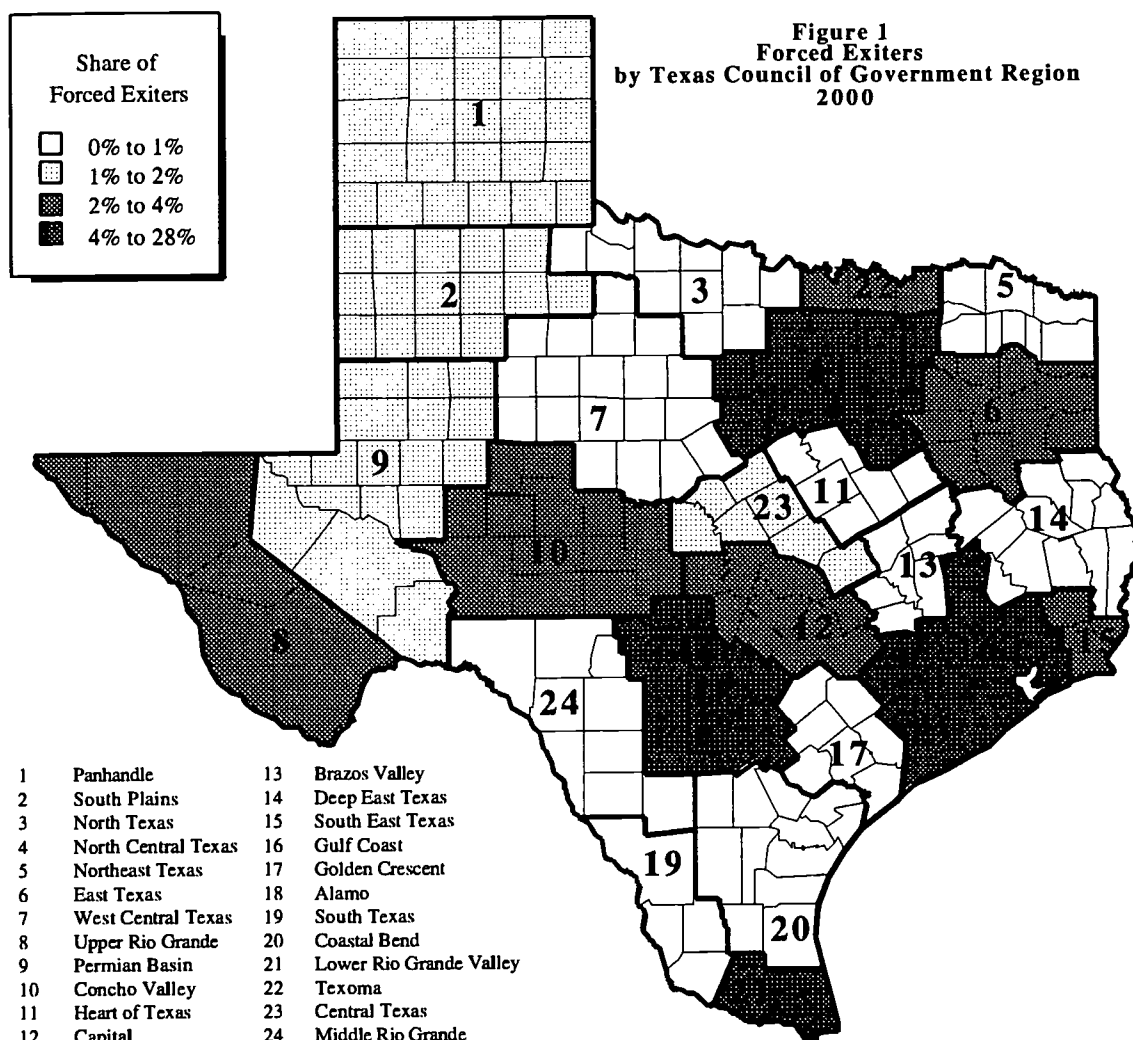 Figure 1
Forced Exiters
by Texas Council of Government Region
2000
Share of
Forced Exiters
0% to 1%
1% to 2%
2% to 4%
4% to 28%
1
2
3
22
5
4
6
7
9
11
23
14
10
13
12
15
8
24
17
19
20
1 Panhandle
2 South Plains
3 North Texas
4 North Central Texas
5 Northeast Texas
6 East Texas
7 West Central Texas
8 Upper Rio Grande
9 Permian Basin
10 Concho Valley
11 Heart of Texas
12 Capital
13 Brazos Valley
14 Deep East Texas
15 South East Texas
16 Gulf Coast
17 Golden Crescent
18 Alamo
19 South Texas
20 Coastal Bend
21 Lower Rio Grande Valley
22 Texoma
23 Central Texas
24 Middle Rio Grande